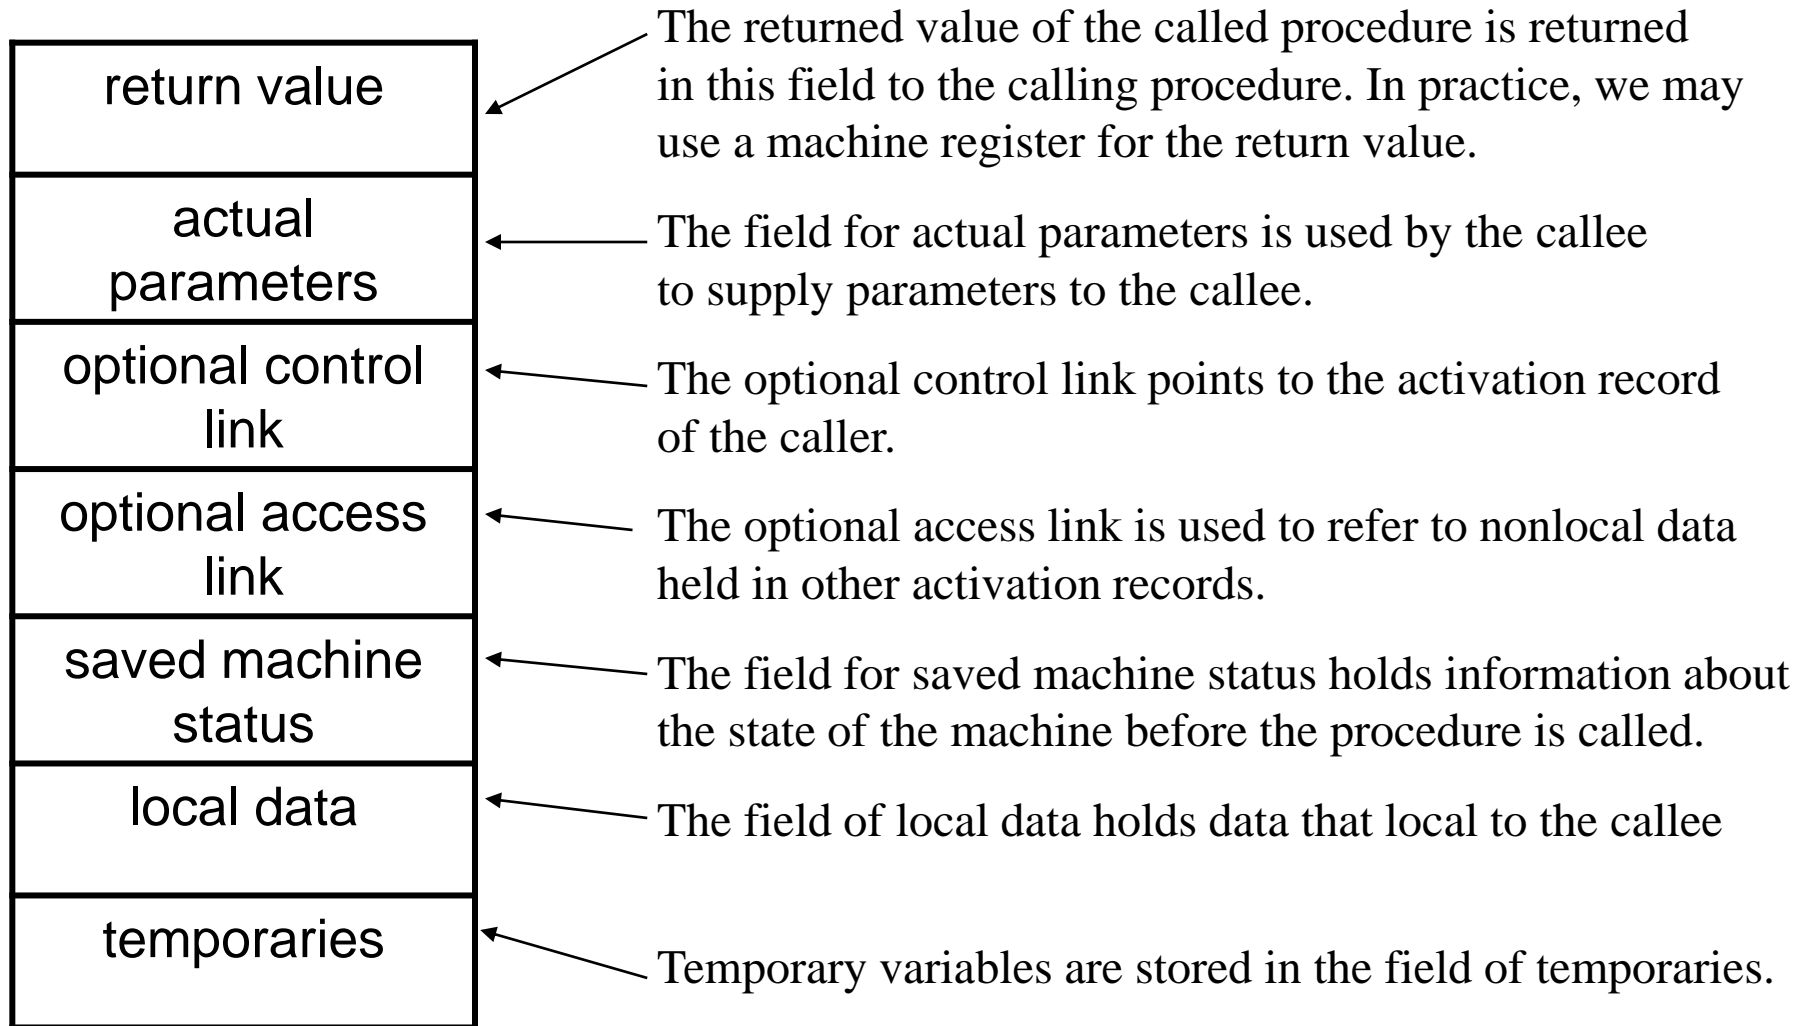 return value
The returned value of the called procedure is returned
in this field to the calling procedure. In practice, we may
use a machine register for the return value.
actual
parameters
The field for actual parameters is used by the callee
to supply parameters to the callee.
optional control
link
The optional control link points to the activation record
of the caller.
optional access
link
The optional access link is used to refer to nonlocal data
held in other activation records.
saved machine
status
The field for saved machine status holds information about
the state of the machine before the procedure is called.
local data
The field of local data holds data that local to the callee
temporaries
Temporary variables are stored in the field of temporaries.